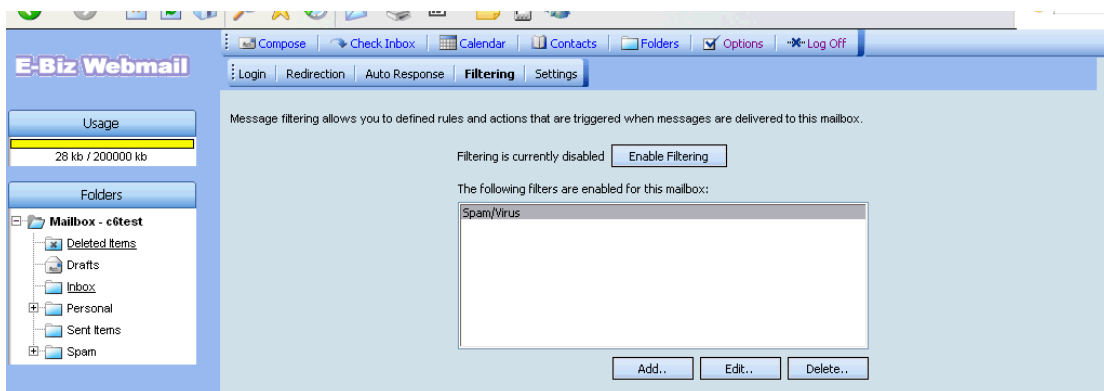 Compose Check Inbox Calendar Contacts Folders Options Log Off
E-Biz Webmail
Login Redirection Auto Response Filtering Settings
Usage
28 kb / 200000 kb
Folders
Mailbox - c6test
Deleted Items
Drafts
Inbox
Personal
Sent Items
Spam
Message filtering allows you to defined rules and actions that are triggered when messages are delivered to this mailbox.
Filtering is currently disabled Enable Filtering
The following filters are enabled for this mailbox:
Spam/Virus
Add.. Edit.. Delete..